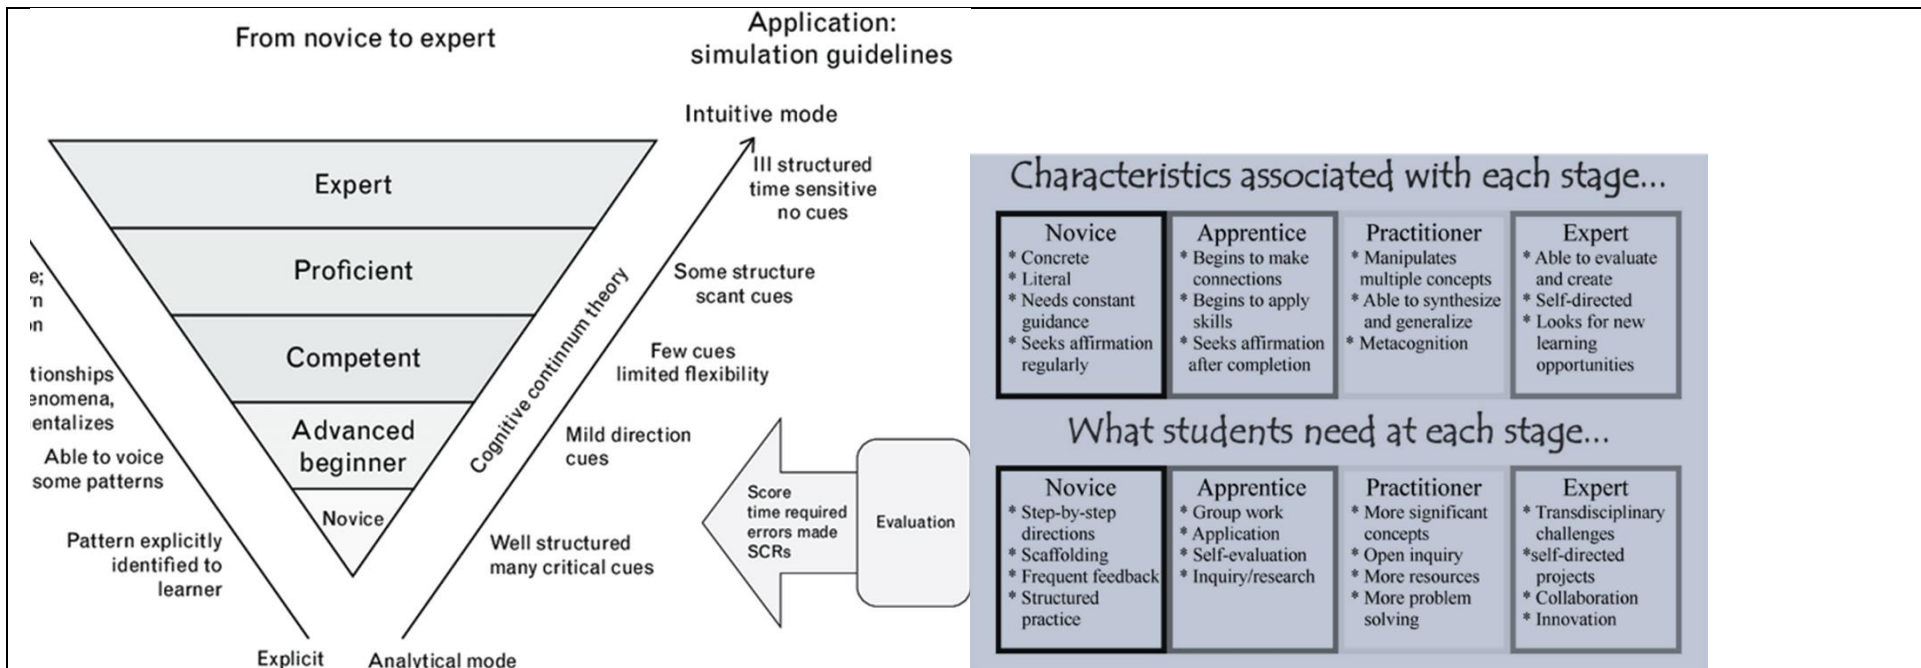 From novice to expert
Application:
simulation guidelines
Intuitive mode
Expert
Proficient
Competent
Advanced
beginner
Novice
tionships
enomena,
entalizes
Able to voice
some patterns
Pattern explicitly
identified to
learner
Explicit
Cognitive continnum theory
Ill structured
time sensitive
no cues
Some structure
scant cues
Few cues
limited flexibility
Mild direction
cues
Well structured
many critical cues
Analytical mode
Score
time required
errors made
SCRs
Evaluation
Characteristics associated with each stage...
Novice
* Concrete
* Literal
* Needs constant
guidance
* Seeks affirmation
regularly
Apprentice
* Begins to make
connections
* Begins to apply
skills
* Seeks affirmation
after completion
Practitioner
* Manipulates
multiple concepts
* Able to synthesize
and generalize
* Metacognition
Expert
* Able to evaluate
and create
* Self-directed
* Looks for new
learning
opportunities
What students need at each stage...
Novice
* Step-by-step
directions
* Scaffolding
* Frequent feedback
* Structured
practice
Apprentice
* Group work
* Application
* Self-evaluation
* Inquiry/research
Practitioner
* More significant
concepts
* Open inquiry
* More resources
* More problem
solving
Expert
* Transdisciplinary
challenges
*self-directed
projects
* Collaboration
* Innovation